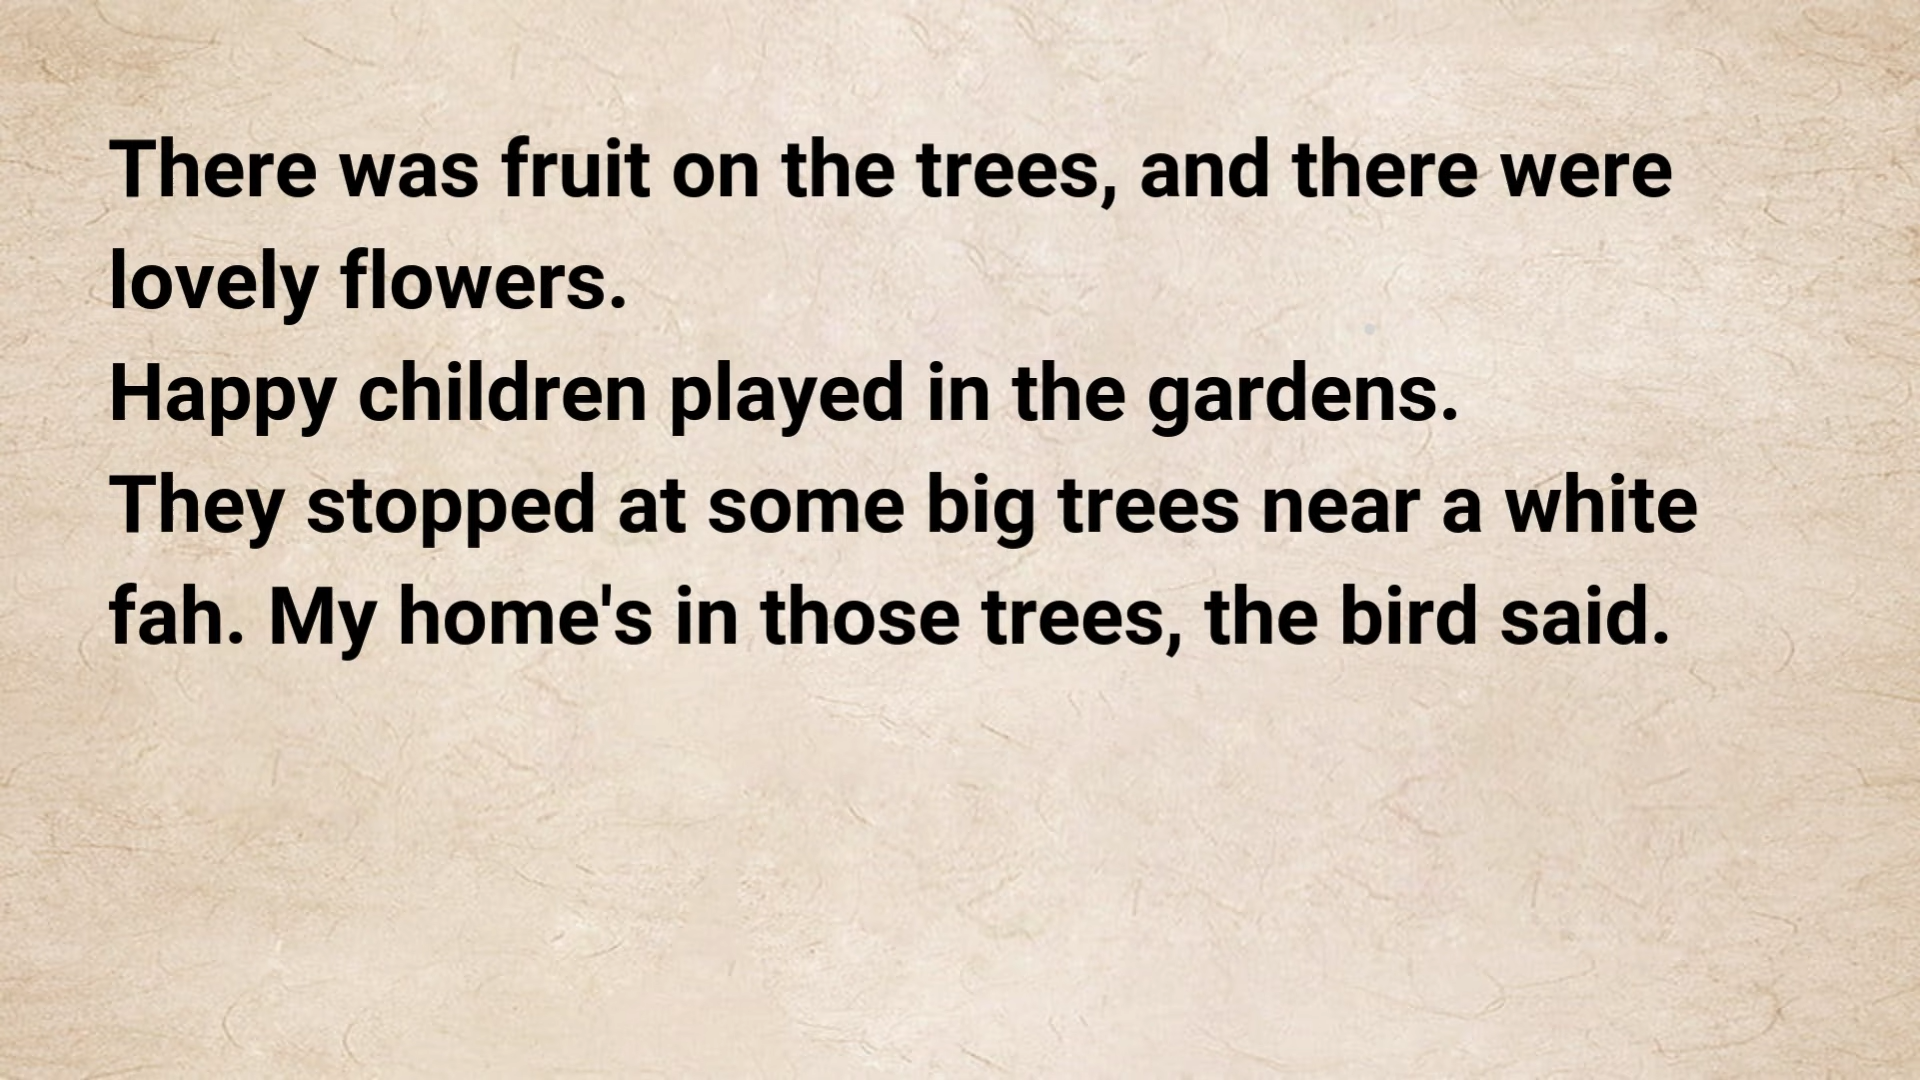 There was fruit on the trees, and there were
lovely flowers.
Happy children played in the gardens.
They stopped at some big trees near a white
fah. My home's in those trees, the bird said.